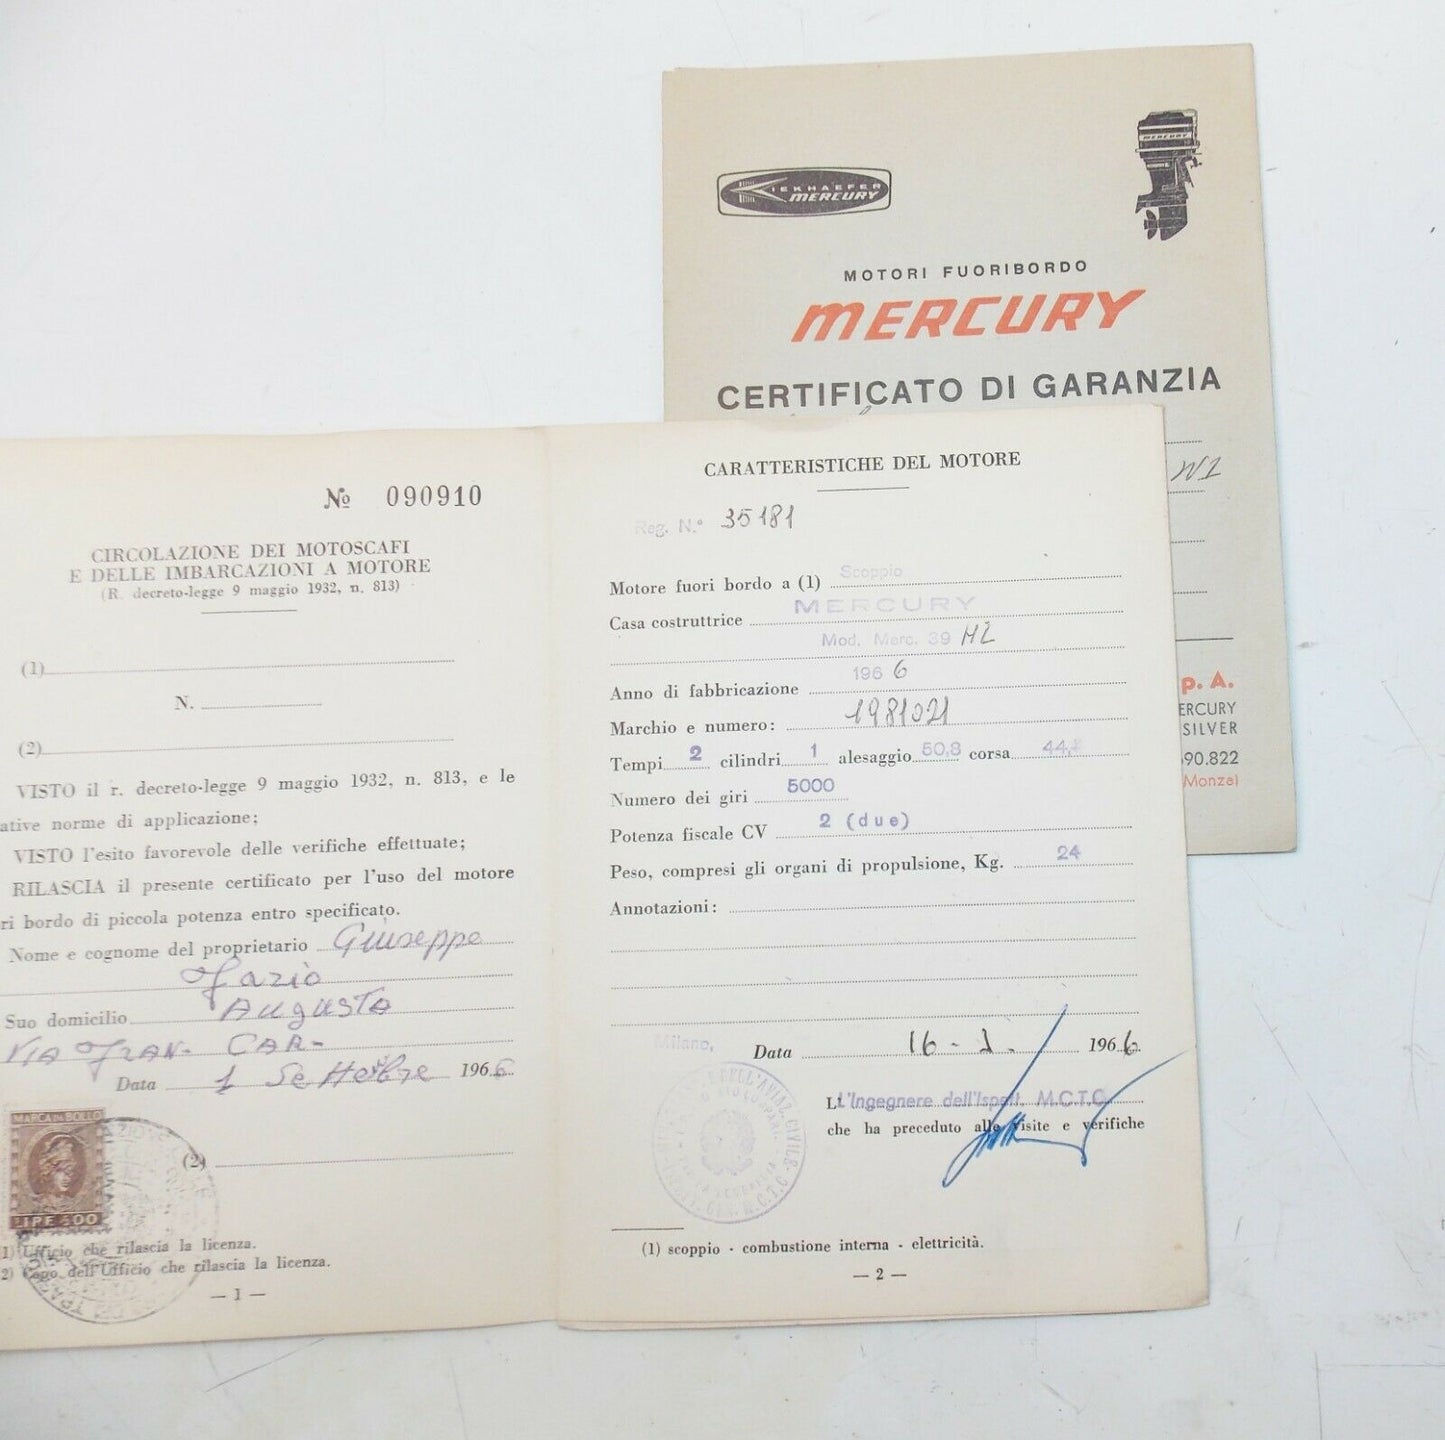 KIEKHAEFER
MERCURY
MERCURY
MOTORI FUORIBORDO
MERCURY
CERTIFICATO DI GARANZIA
p. A.
ERCURY
SILVER
90.822
Monza)
Nº 090910
CIRCOLAZIONE DEI MOTOSCAFI
E DELLE IMBARCAZIONI A MOTORE
(R. decreto-legge 9 maggio 1932, n. 813)
(1)
N.
(2)
VISTO il r. decreto-legge 9 maggio 1932, n. 813, e le
ative norme di applicazione;
VISTO l'esito favorevole delle verifiche effettuate;
RILASCIA il presente certificato per l'uso del motore
ri bordo di piccola potenza entro specificato.
Nome e cognome del proprietario Giuseppe
Fazio
Suo domicilio AUGUSTA
VIA FRAN. CAR-
Data 1 Settebre 1966
MARCA DA BOLLO
LIRE
(2)
1) Ufficio che rilascia la licenza.
2) Capo dell'Ufficio che rilascia la licenza.
— 1 —
CARATTERISTICHE DEL MOTORE
Reg. N.° 35181
Motore fuori bordo a (1) Scoppio
Casa costruttrice MERCURY
Mod. Merc. 39 ML
Anno di fabbricazione 1966
Marchio e numero: 1981021
Tempi 2 cilindri 1 alesaggio 50,8 corsa 44,
Numero dei giri 5000
Potenza fiscale CV 2 (due)
Peso, compresi gli organi di propulsione, Kg. 24
Annotazioni:
Milano, Data 16 - 1. 1966.
L'Ingegnere dell'Ispett. M.C.T.C.
che ha preceduto alle visite e verifiche
(1) scoppio - combustione interna - elettricità.
— 2 —